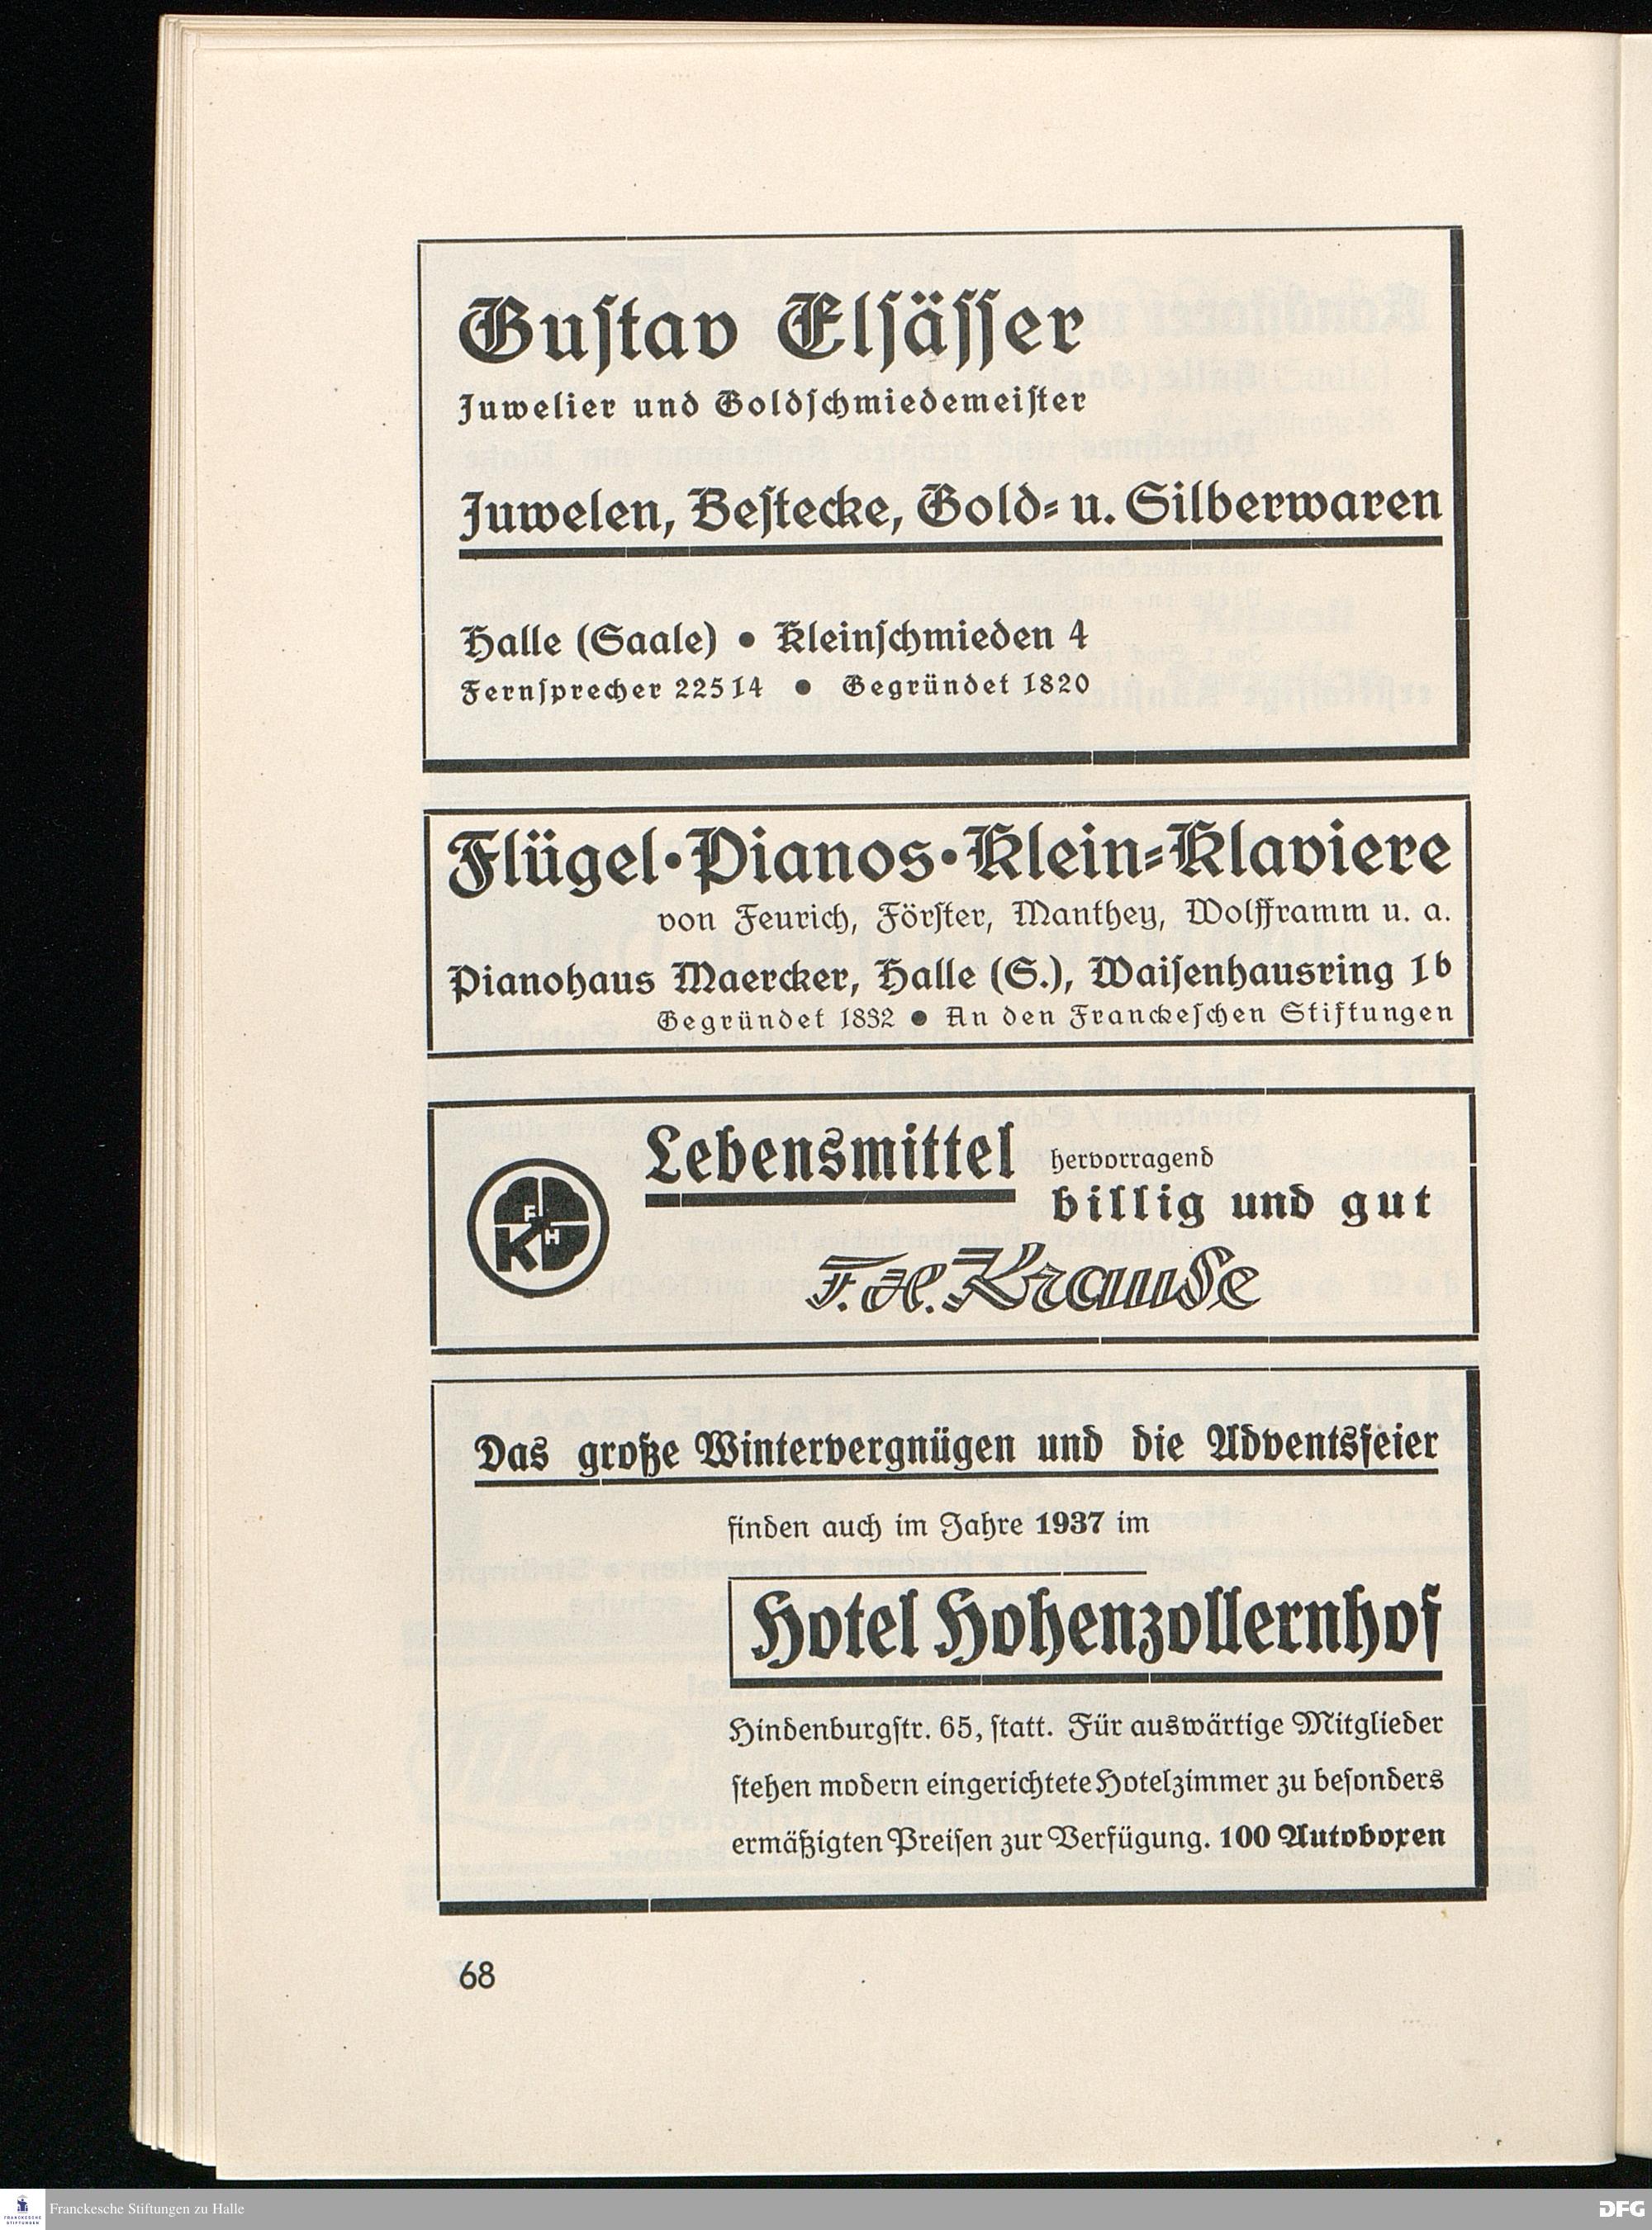 Gustav Elsässer
Juwelier und Goldschmiedemeister
Juwelen, Bestecke, Gold- u. Silberwaren
Halle (Saale) • Kleinschmieden 4
Fernsprecher 22514 • Gegründet 1820
Flügel • Pianos • Klein-Klaviere
von Feurich, Förster, Manthey, Wolfframm u. a.
Pianohaus Maercker, Halle (S.), Waisenhausring 1b
Gegründet 1832 • An den Franckeschen Stiftungen
FKH
Lebensmittel hervorragend
billig und gut
F. H. Krause
Das große Wintervergnügen und die Adventsfeier
finden auch im Jahre 1937 im
Hotel Hohenzollernhof
Hindenburgstr. 65, statt. Für auswärtige Mitglieder
stehen modern eingerichtete Hotelzimmer zu besonders
ermäßigten Preisen zur Verfügung. 100 Autoboxen
68
FRANCKESCHE STIFTUNGEN
Franckesche Stiftungen zu Halle
DFG